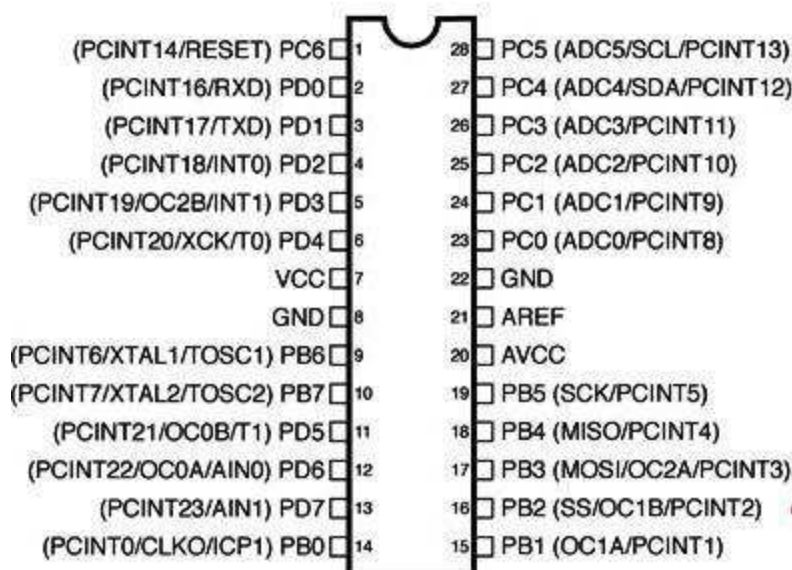 (PCINT14/RESET) PC6 1 28 PC5 (ADC5/SCL/PCINT13)
(PCINT16/RXD) PD0 2 27 PC4 (ADC4/SDA/PCINT12)
(PCINT17/TXD) PD1 3 26 PC3 (ADC3/PCINT11)
(PCINT18/INT0) PD2 4 25 PC2 (ADC2/PCINT10)
(PCINT19/OC2B/INT1) PD3 5 24 PC1 (ADC1/PCINT9)
(PCINT20/XCK/T0) PD4 6 23 PC0 (ADC0/PCINT8)
VCC 7 22 GND
GND 8 21 AREF
(PCINT6/XTAL1/TOSC1) PB6 9 20 AVCC
(PCINT7/XTAL2/TOSC2) PB7 10 19 PB5 (SCK/PCINT5)
(PCINT21/OC0B/T1) PD5 11 18 PB4 (MISO/PCINT4)
(PCINT22/OC0A/AIN0) PD6 12 17 PB3 (MOSI/OC2A/PCINT3)
(PCINT23/AIN1) PD7 13 16 PB2 (SS/OC1B/PCINT2)
(PCINT0/CLKO/ICP1) PB0 14 15 PB1 (OC1A/PCINT1)